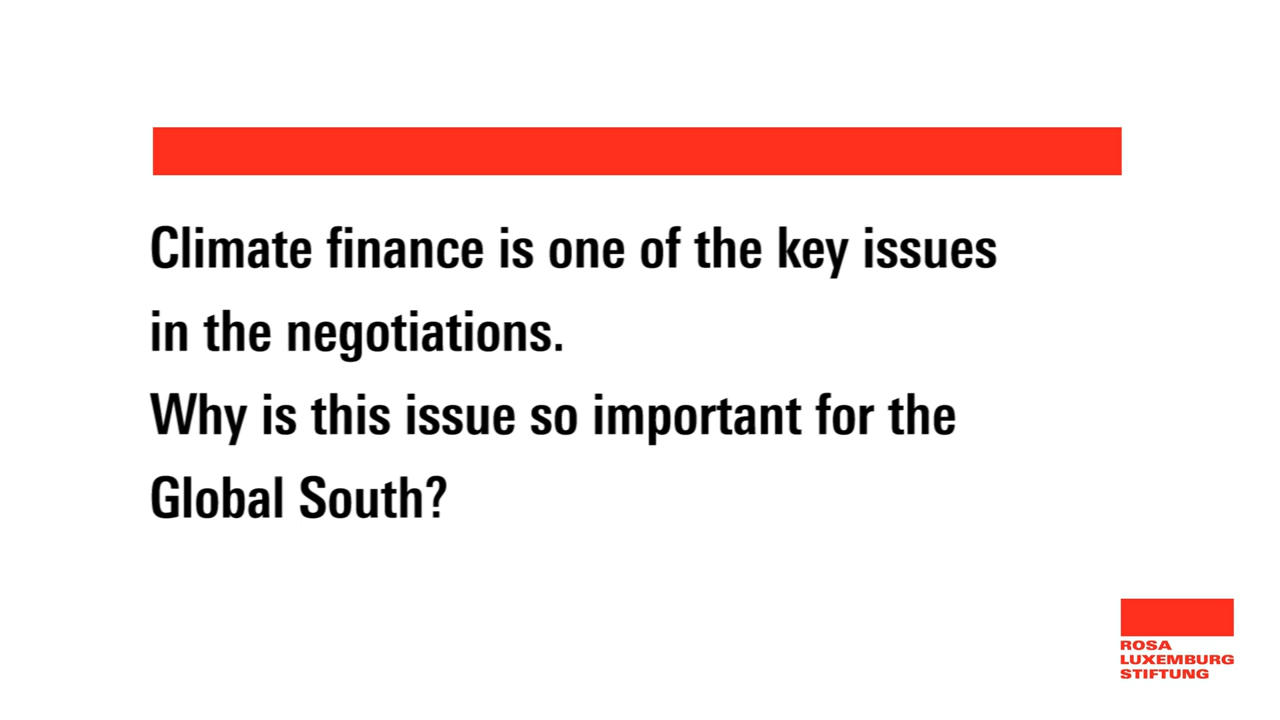 Climate finance is one of the key issues
in the negotiations.
Why is this issue so important for the
Global South?
ROSA
LUXEMBURG
STIFTUNG